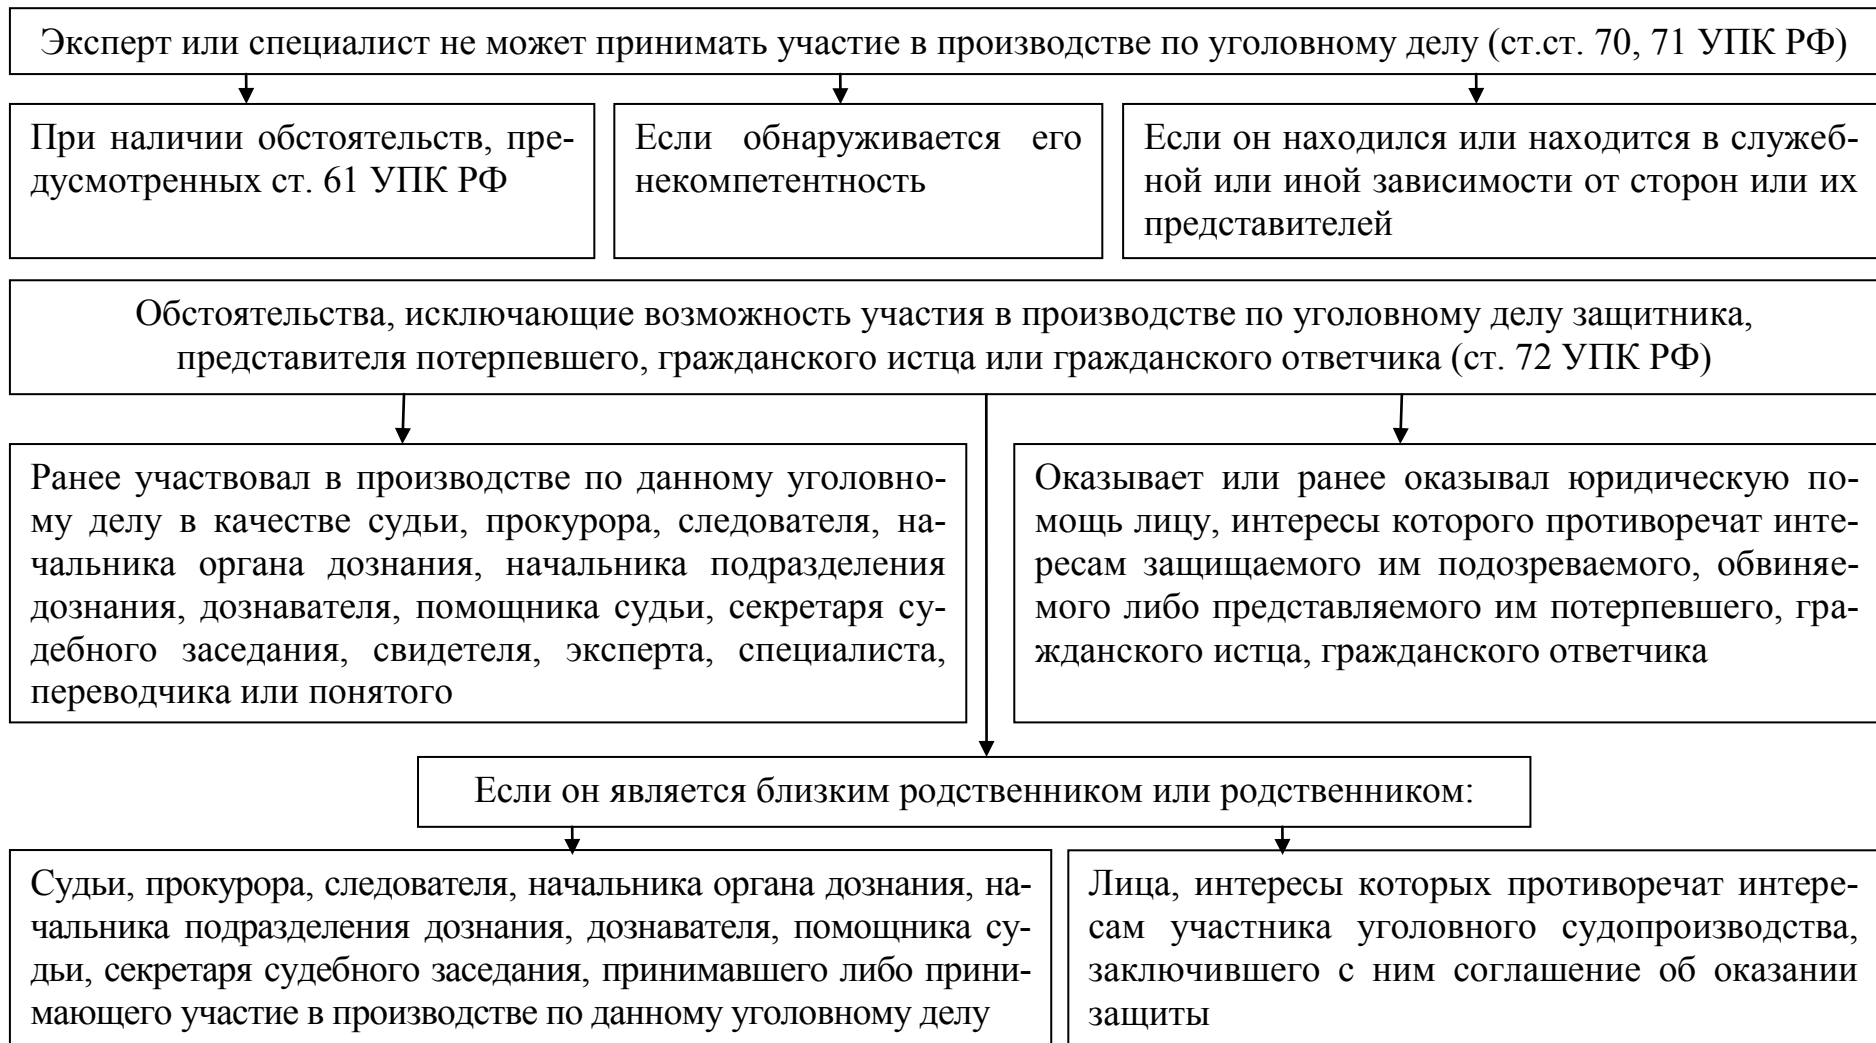 Эксперт или специалист не может принимать участие в производстве по уголовному делу (ст.ст. 70, 71 УПК РФ)
При наличии обстоятельств, пре-
дусмотренных ст. 61 УПК РФ
Если обнаруживается его
некомпетентность
Если он находился или находится в служеб-
ной или иной зависимости от сторон или их
представителей
Обстоятельства, исключающие возможность участия в производстве по уголовному делу защитника,
представителя потерпевшего, гражданского истца или гражданского ответчика (ст. 72 УПК РФ)
Ранее участвовал в производстве по данному уголовно-
му делу в качестве судьи, прокурора, следователя, на-
чальника органа дознания, начальника подразделения
дознания, дознавателя, помощника судьи, секретаря су-
дебного заседания, свидетеля, эксперта, специалиста,
переводчика или понятого
Оказывает или ранее оказывал юридическую по-
мощь лицу, интересы которого противоречат инте-
ресам защищаемого им подозреваемого, обвиняе-
мого либо представляемого им потерпевшего, гра-
жданского истца, гражданского ответчика
Если он является близким родственником или родственником:
Судьи, прокурора, следователя, начальника органа дознания, на-
чальника подразделения дознания, дознавателя, помощника су-
дьи, секретаря судебного заседания, принимавшего либо прини-
мающего участие в производстве по данному уголовному делу
Лица, интересы которых противоречат интере-
сам участника уголовного судопроизводства,
заключившего с ним соглашение об оказании
защиты